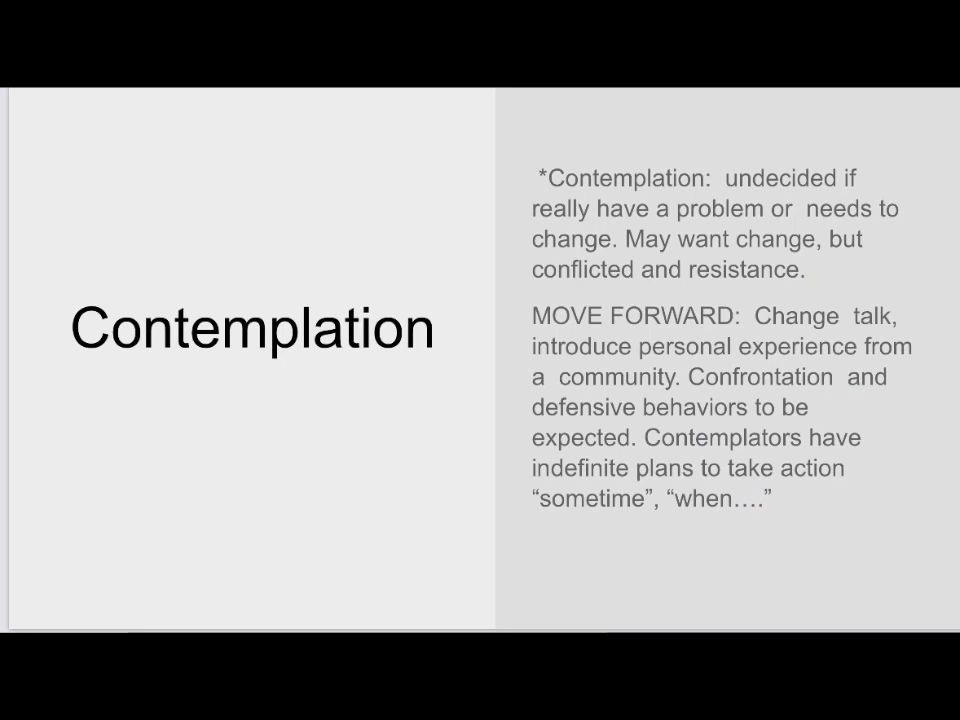 Contemplation
*Contemplation:  undecided if
really have a problem or  needs to
change. May want change, but
conflicted and resistance.
MOVE FORWARD:  Change  talk,
introduce personal experience from
a  community. Confrontation  and
defensive behaviors to be
expected. Contemplators have
indefinite plans to take action
“sometime”, “when….”